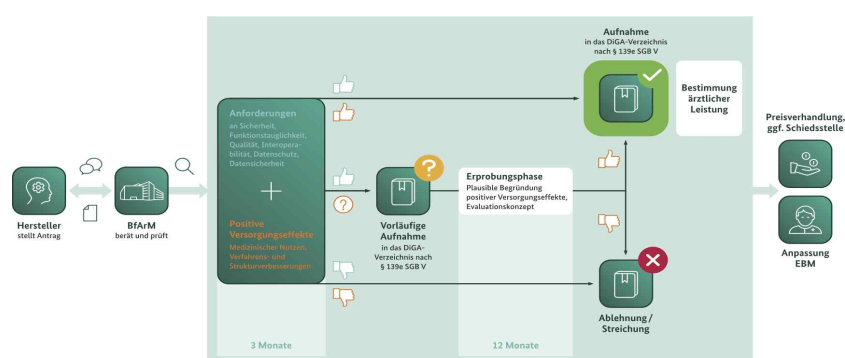 Hersteller
stellt Antrag
BfArM
berät und prüft
Anforderungen
an Sicherheit,
Funktionstauglichkeit,
Qualität, Interopera-
bilität, Datenschutz,
Datensicherheit
+
Positive
Versorgungseffekte
Medizinischer Nutzen,
Verfahrens- und
Strukturverbesserungen
3 Monate
?
?
Vorläufige
Aufnahme
in das DiGA-
Verzeichnis nach
§ 139e SGB V
Erprobungsphase
Plausible Begründung
positiver Versorgungseffekte,
Evaluationskonzept
12 Monate
Aufnahme
in das DiGA-Verzeichnis
nach § 139e SGB V
Bestimmung
ärztlicher
Leistung
Ablehnung /
Streichung
Preisverhandlung,
ggf. Schiedsstelle
Anpassung
EBM